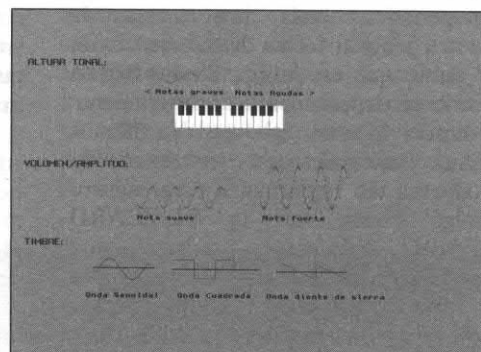 ALTURA TONAL:
< Notas graves Notas Agudas >
VOLUMEN/AMPLITUD:
Nota suave Nota fuerte
TIMBRE:
Onda Senoidal Onda Cuadrada Onda diente de sierra